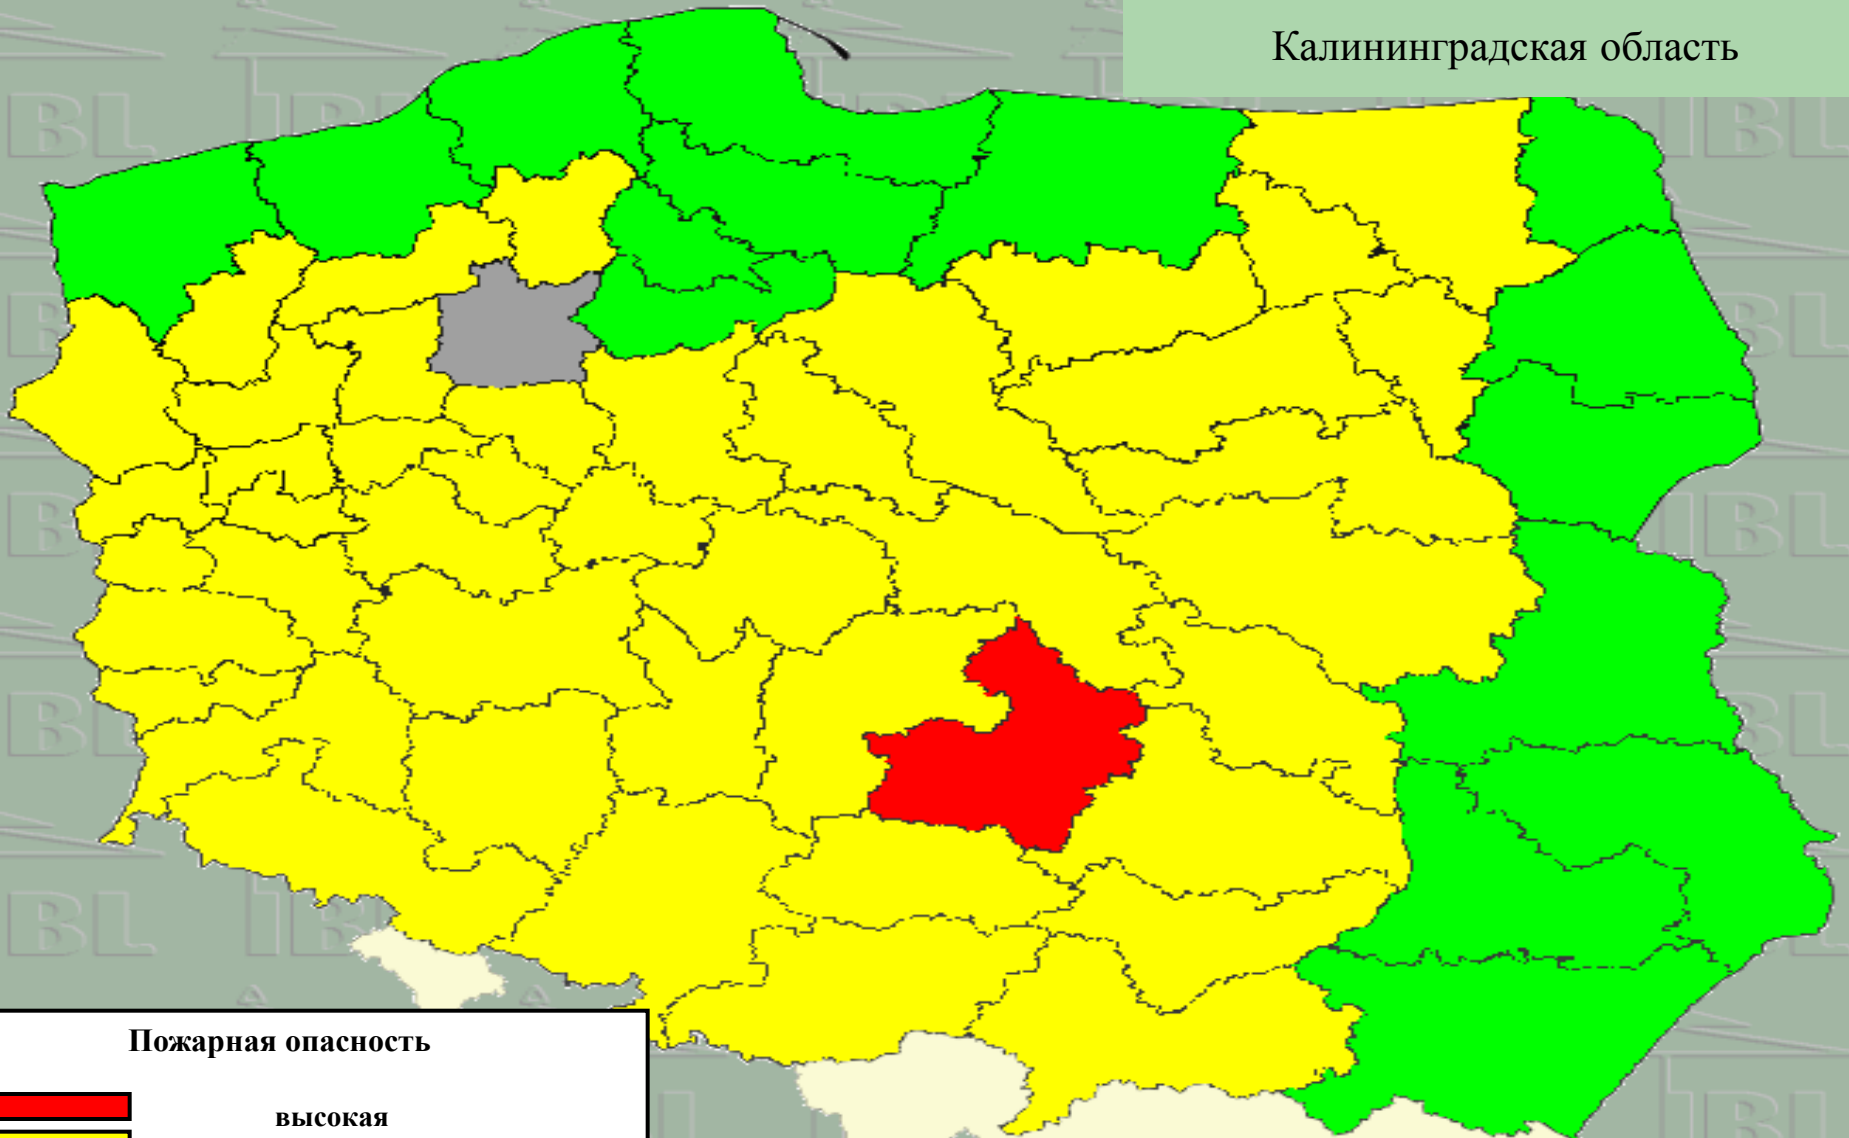 Калининградская область
Пожарная опасность
высокая